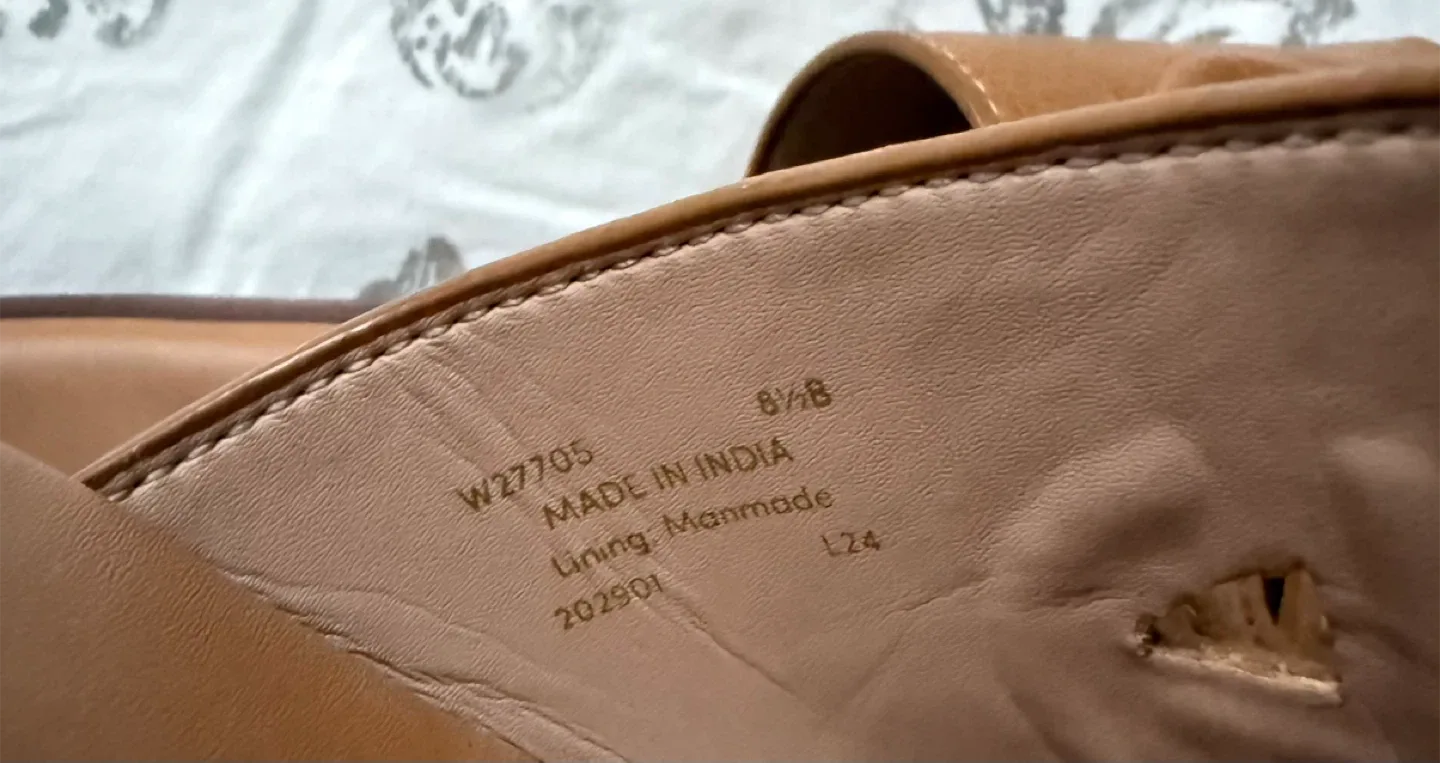 W27705 8½B
MADE IN INDIA
Lining: Manmade
202901 L24